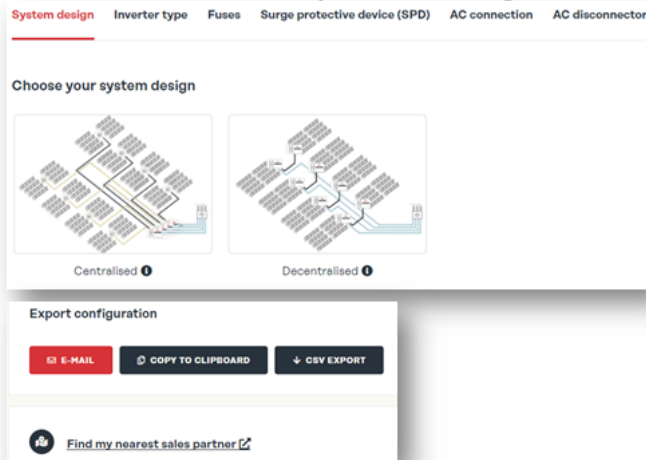 System design Inverter type Fuses Surge protective device (SPD) AC connection AC disconnector
Choose your system design
Centralised
Decentralised
Export configuration
E-MAIL
COPY TO CLIPBOARD
CSV EXPORT
Find my nearest sales partner